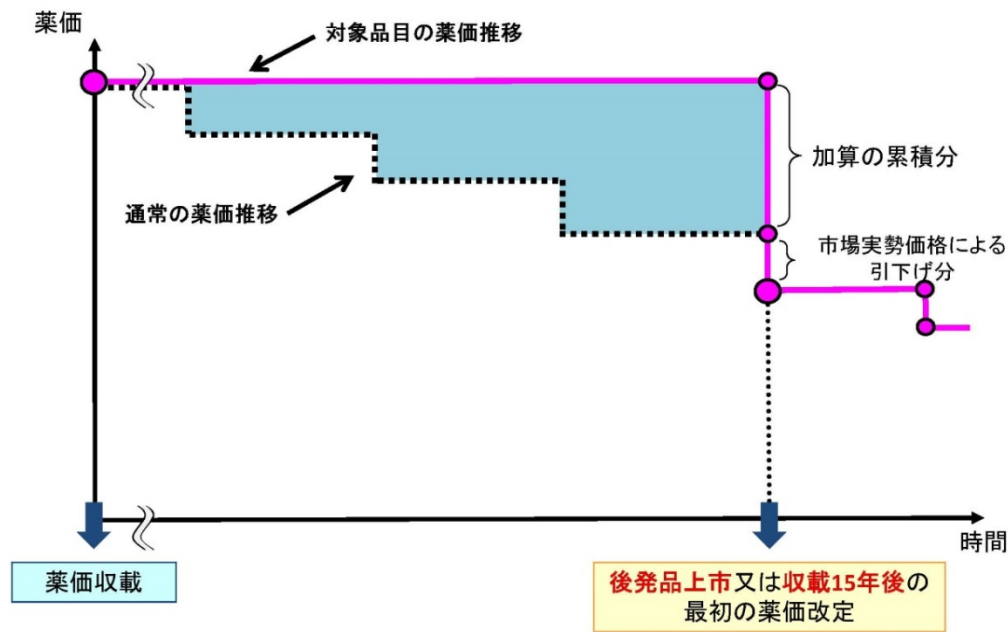 薬価
対象品目の薬価推移
加算の累積分
通常の薬価推移
市場実勢価格による
引下げ分
時間
薬価収載
後発品上市又は収載15年後の
最初の薬価改定